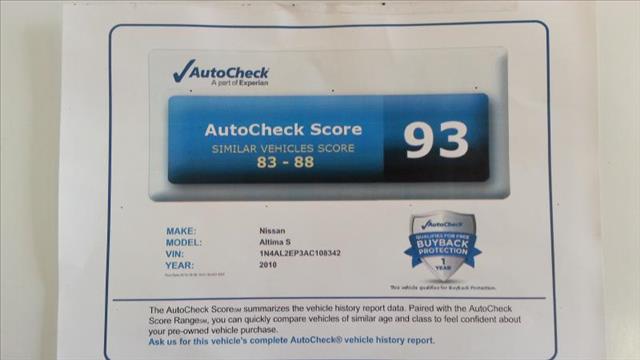 AutoCheck
A part of Experian
AutoCheck Score
SIMILAR VEHICLES SCORE
83 - 88
93
MAKE: Nissan
MODEL: Altima S
VIN: 1N4AL2EP3AC108342
YEAR: 2010
AutoCheck
QUALIFIES FOR FREE
BUYBACK
PROTECTION
1
YEAR
This vehicle qualifies for Buyback Protection.
The AutoCheck ScoreSM summarizes the vehicle history report data. Paired with the AutoCheck
Score RangeSM, you can quickly compare vehicles of similar age and class to feel confident about
your pre-owned vehicle purchase.
Ask us for this vehicle's complete AutoCheck® vehicle history report.